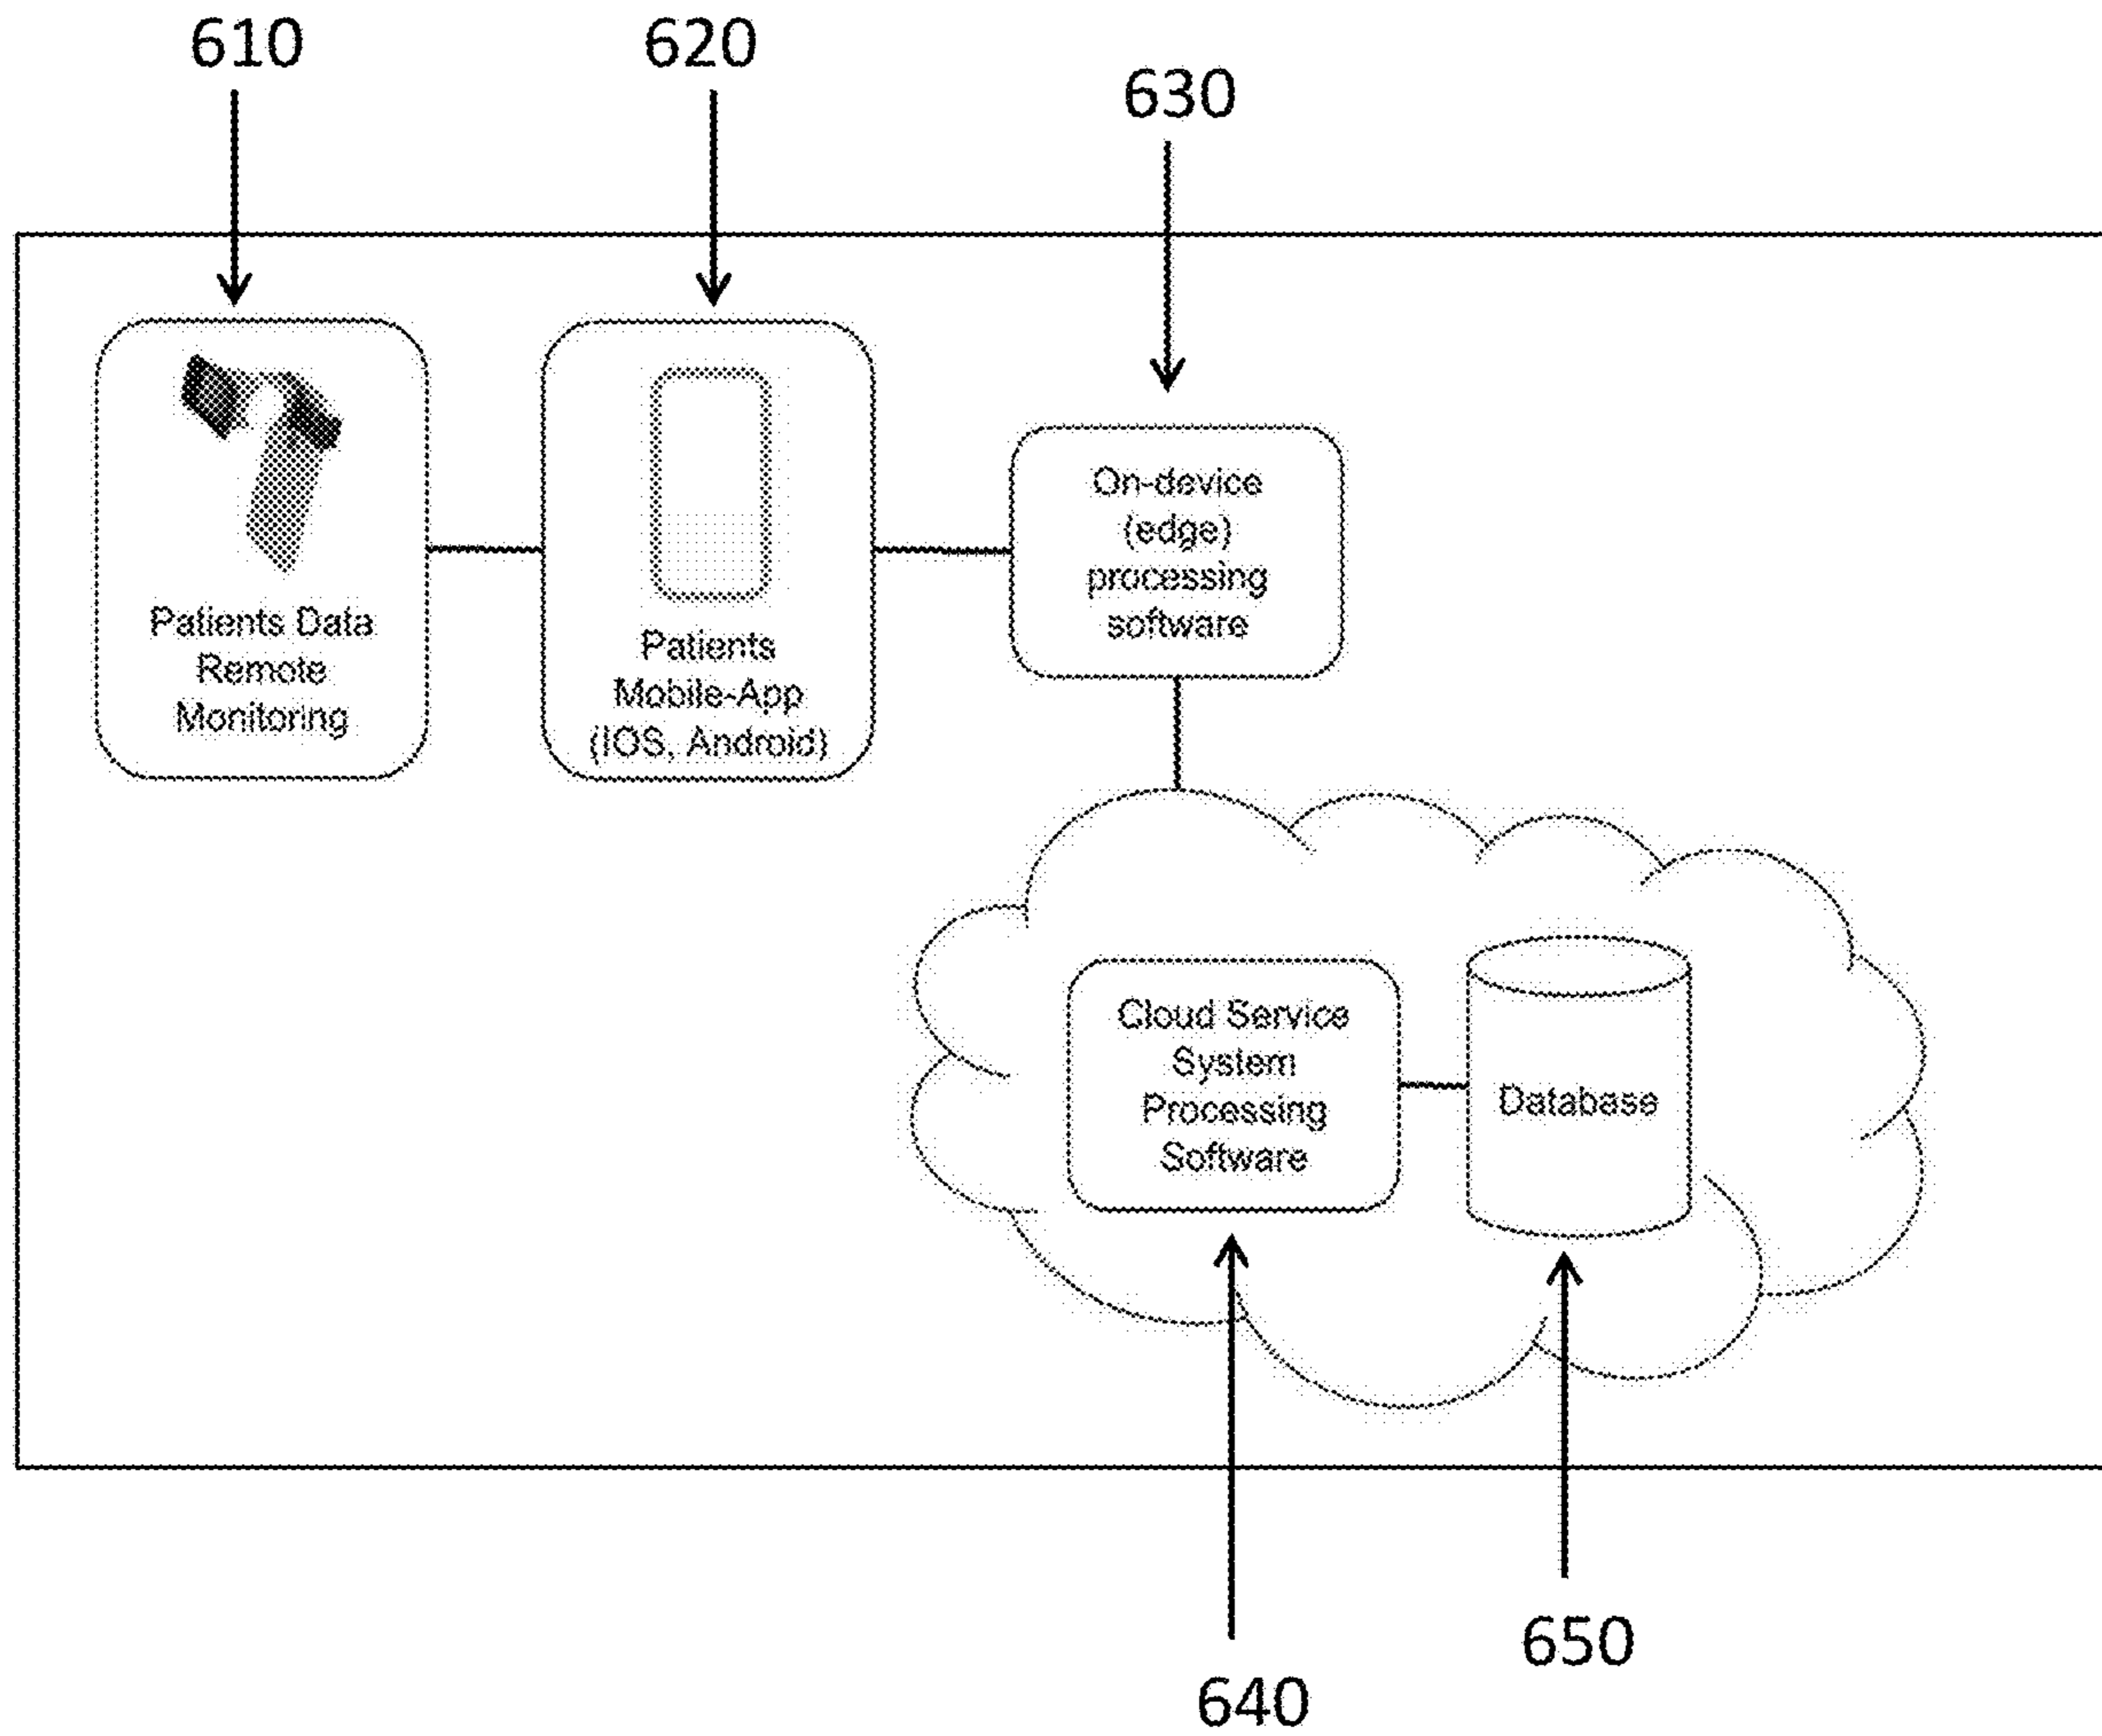 610
620
630
Patients Data
Remote
Monitoring
Patients
Mobile-App
(IOS, Android)
On-device
(edge)
processing
software
Cloud Service
System
Processing
Software
Database
650
640